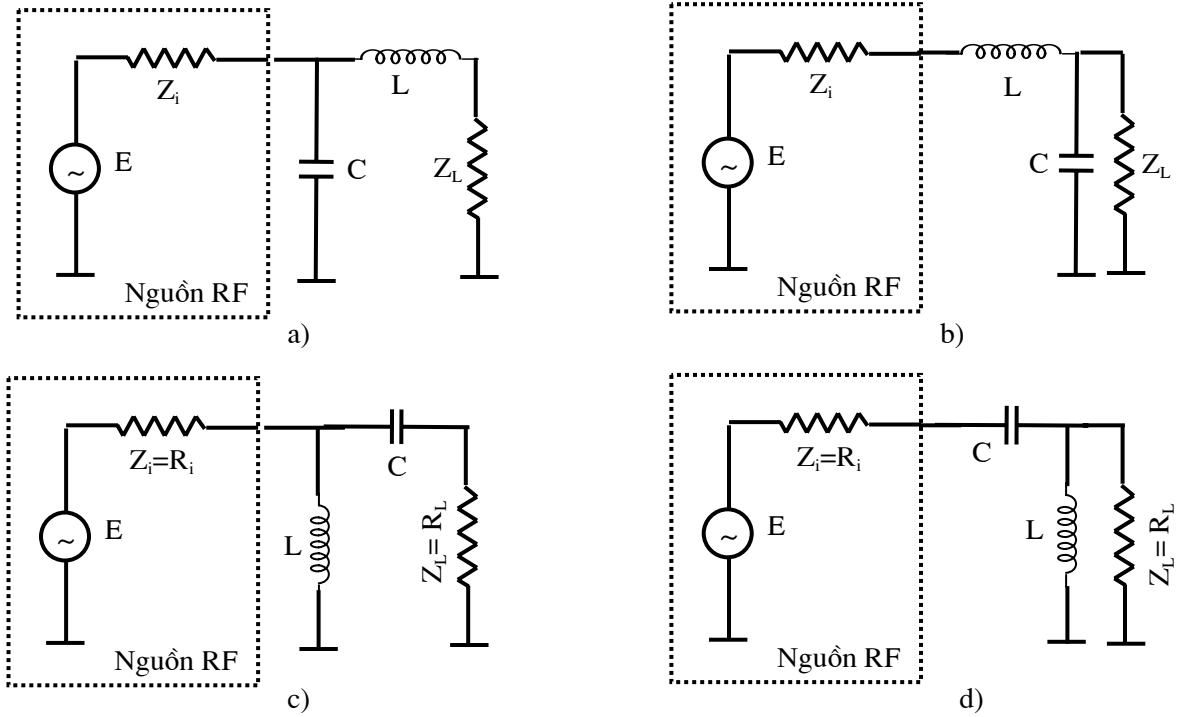 Z_i
L
E
~
C
Z_L
Nguồn RF
a)
Z_i
L
E
~
C
Z_L
Nguồn RF
b)
Z_i=R_i
C
E
~
L
Z_L= R_L
Nguồn RF
c)
Z_i=R_i
C
E
~
L
Z_L= R_L
Nguồn RF
d)